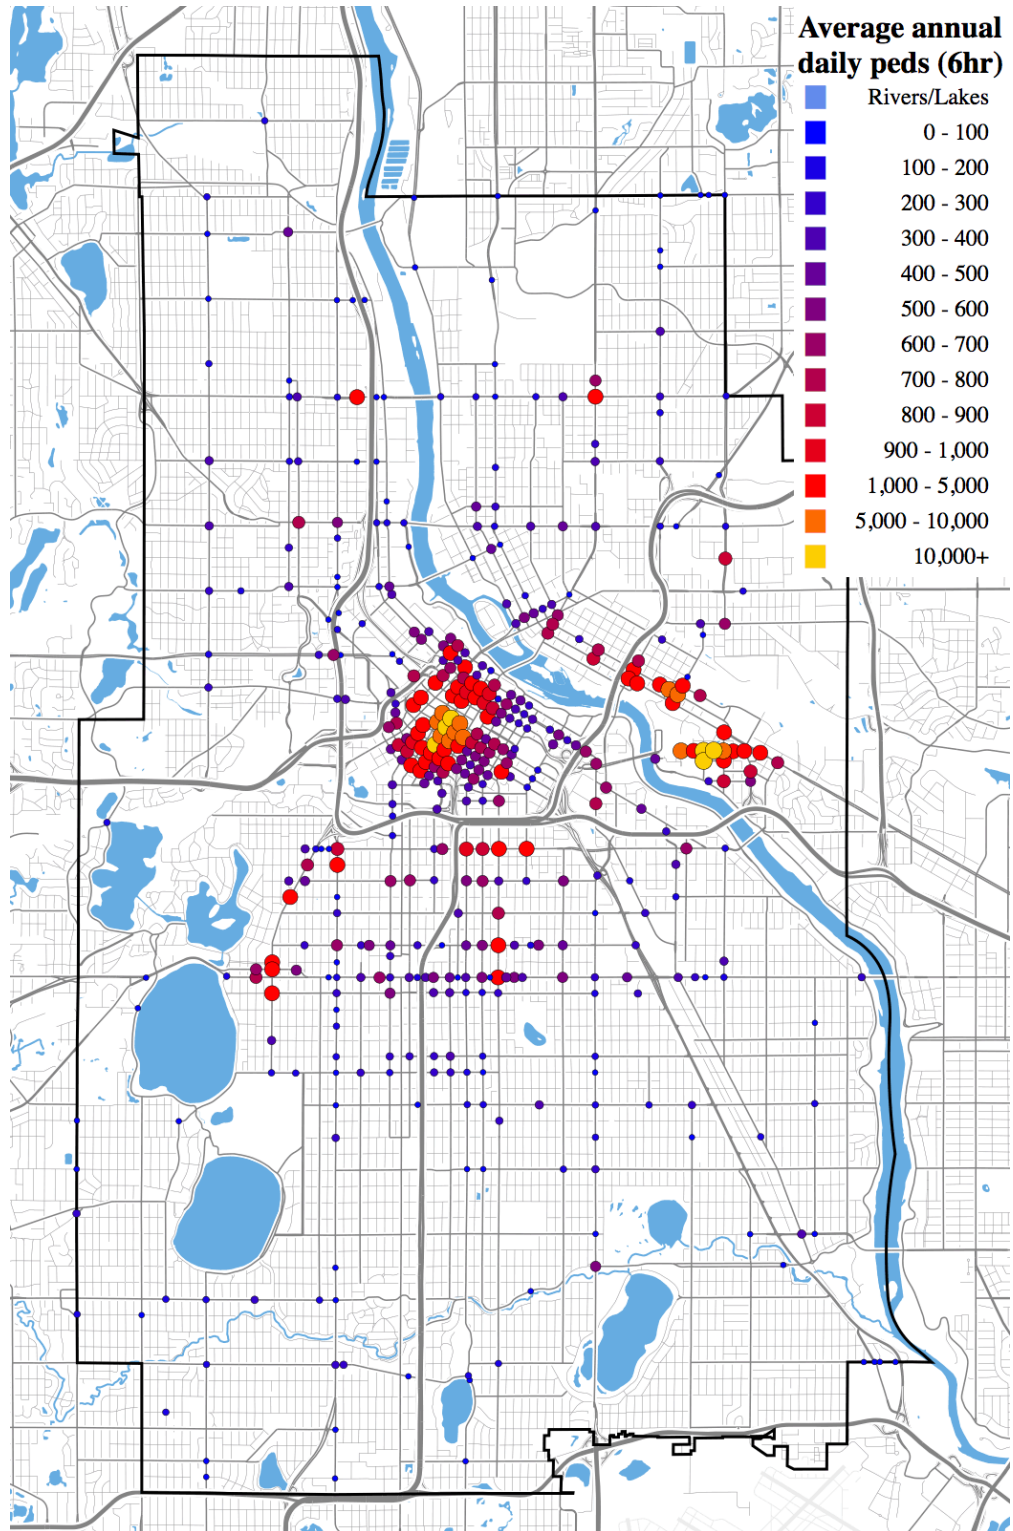 Average annual
daily peds (6hr)
Rivers/Lakes
0 - 100
100 - 200
200 - 300
300 - 400
400 - 500
500 - 600
600 - 700
700 - 800
800 - 900
900 - 1,000
1,000 - 5,000
5,000 - 10,000
10,000+